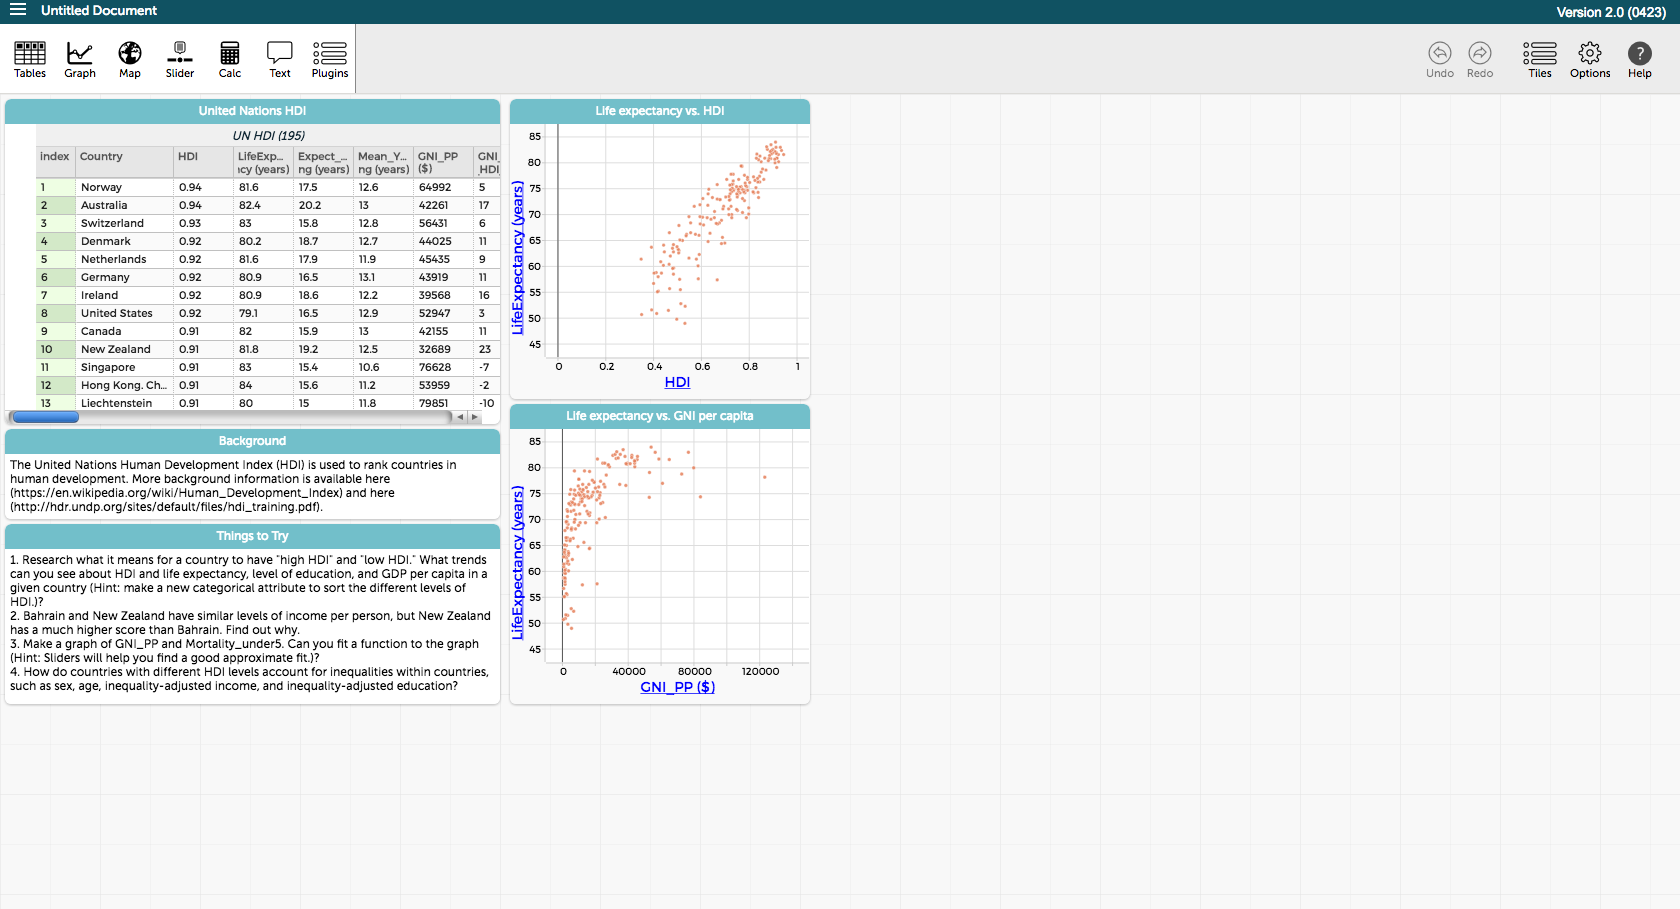 Untitled Document
Version 2.0 (0423)
Tables Graph Map Slider Calc Text Plugins
Undo Redo Tiles Options Help
United Nations HDI
UN HDI (195)
index Country HDI LifeExp... Expect_... Mean_Y... GNI_PP GNI_
ıcy (years) ng (years) ng (years) ($) _HDI
1 Norway 0.94 81.6 17.5 12.6 64992 5
2 Australia 0.94 82.4 20.2 13 42261 17
3 Switzerland 0.93 83 15.8 12.8 56431 6
4 Denmark 0.92 80.2 18.7 12.7 44025 11
5 Netherlands 0.92 81.6 17.9 11.9 45435 9
6 Germany 0.92 80.9 16.5 13.1 43919 11
7 Ireland 0.92 80.9 18.6 12.2 39568 16
8 United States 0.92 79.1 16.5 12.9 52947 3
9 Canada 0.91 82 15.9 13 42155 11
10 New Zealand 0.91 81.8 19.2 12.5 32689 23
11 Singapore 0.91 83 15.4 10.6 76628 -7
12 Hong Kong. Ch... 0.91 84 15.6 11.2 53959 -2
13 Liechtenstein 0.91 80 15 11.8 79851 -10
Background
The United Nations Human Development Index (HDI) is used to rank countries in
human development. More background information is available here
(https://en.wikipedia.org/wiki/Human_Development_Index) and here
(http://hdr.undp.org/sites/default/files/hdi_training.pdf).
Things to Try
1. Research what it means for a country to have "high HDI" and "low HDI." What trends
can you see about HDI and life expectancy, level of education, and GDP per capita in a
given country (Hint: make a new categorical attribute to sort the different levels of
HDI.)?
2. Bahrain and New Zealand have similar levels of income per person, but New Zealand
has a much higher score than Bahrain. Find out why.
3. Make a graph of GNI_PP and Mortality_under5. Can you fit a function to the graph
(Hint: Sliders will help you find a good approximate fit.)?
4. How do countries with different HDI levels account for inequalities within countries,
such as sex, age, inequality-adjusted income, and inequality-adjusted education?
Life expectancy vs. HDI
LifeExpectancy (years)
85
80
75
70
65
60
55
50
45
0 0.2 0.4 0.6 0.8 1
HDI
Life expectancy vs. GNI per capita
LifeExpectancy (years)
85
80
75
70
65
60
55
50
45
0 40000 80000 120000
GNI_PP ($)